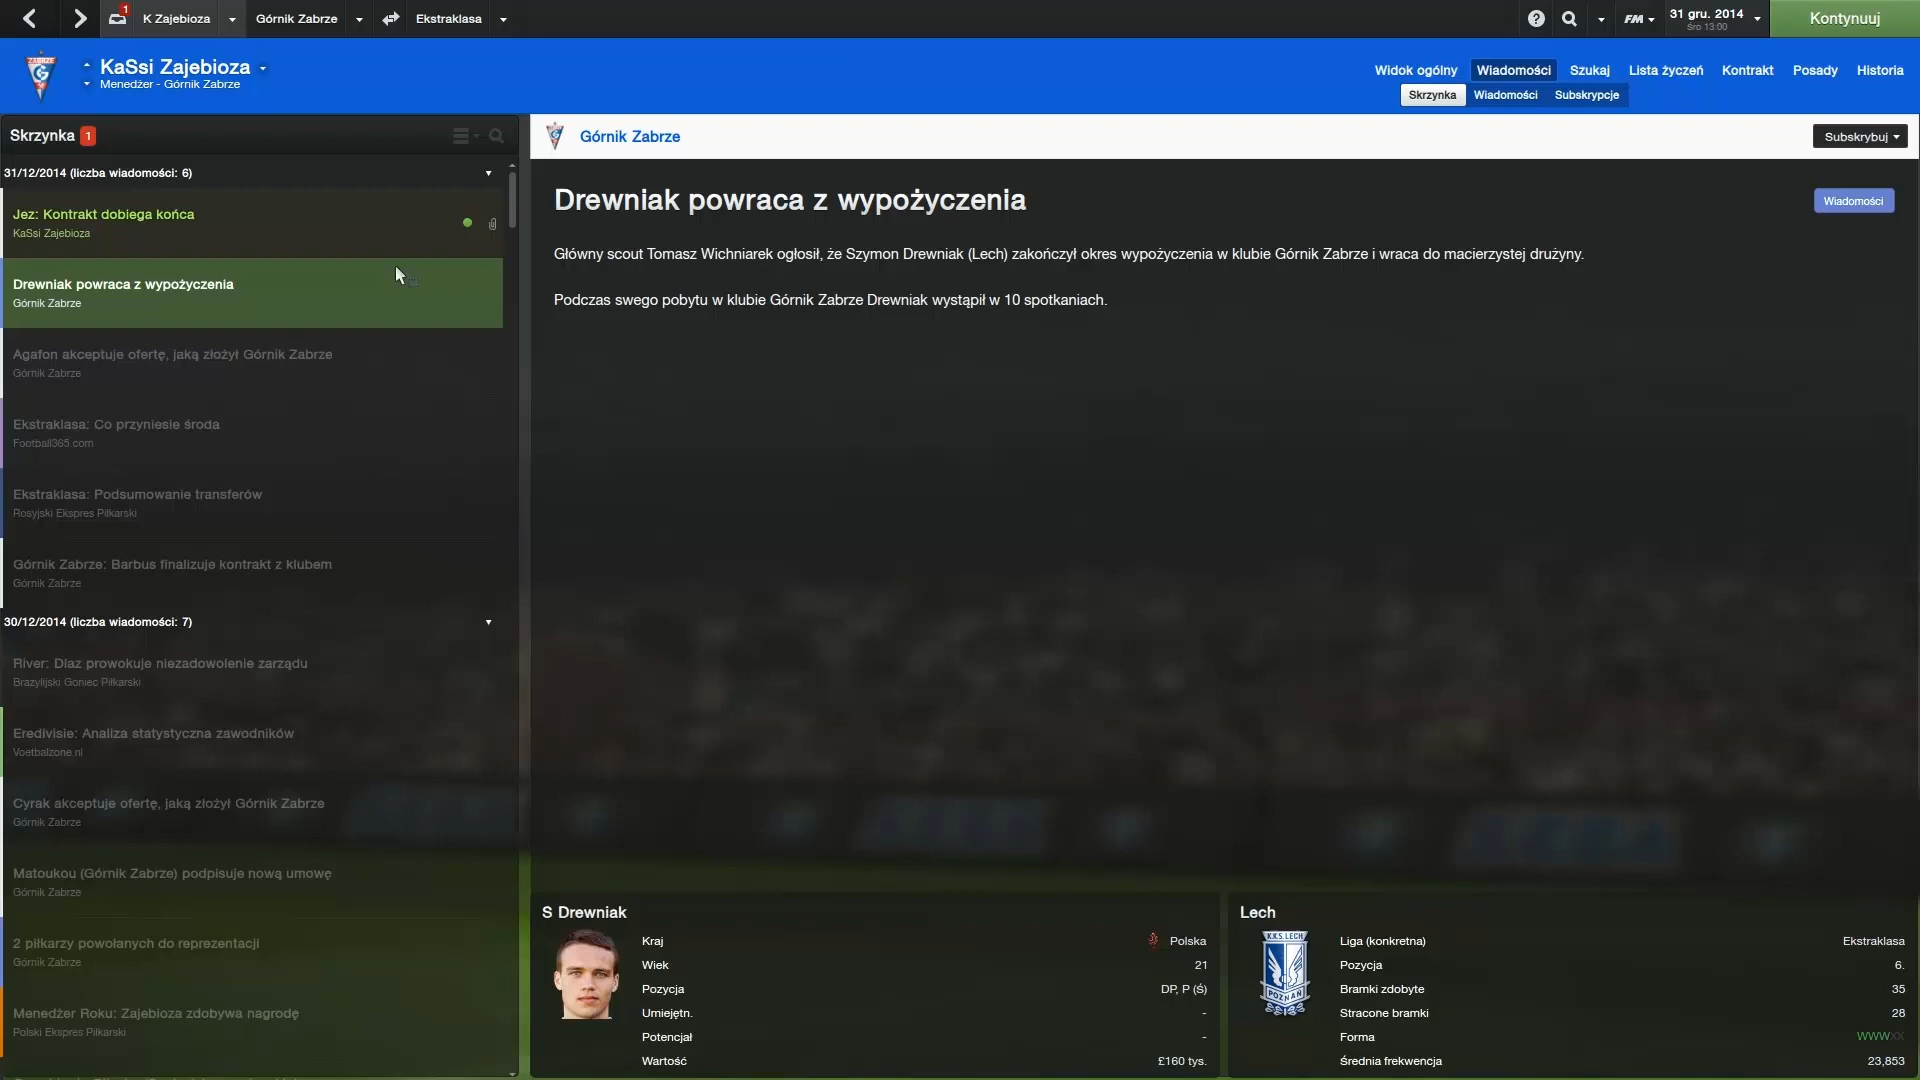 1
K Zajebioza
Górnik Zabrze
Ekstraklasa
FM
31 gru. 2014
Śro 13:00
Kontynuuj
KaSsi Zajebioza
Menedżer - Górnik Zabrze
Widok ogólny
Wiadomości
Szukaj
Lista życzeń
Kontrakt
Posady
Historia
Skrzynka
Wiadomości
Subskrypcje
Skrzynka 1
31/12/2014 (liczba wiadomości: 6)
Jez: Kontrakt dobiega końca
KaSsi Zajebioza
Drewniak powraca z wypożyczenia
Górnik Zabrze
Agafon akceptuje ofertę, jaką złożył Górnik Zabrze
Górnik Zabrze
Ekstraklasa: Co przyniesie środa
Football365.com
Ekstraklasa: Podsumowanie transferów
Rosyjski Ekspres Piłkarski
Górnik Zabrze: Barbus finalizuje kontrakt z klubem
Górnik Zabrze
30/12/2014 (liczba wiadomości: 7)
River: Díaz prowokuje niezadowolenie zarządu
Brazylijski Goniec Piłkarski
Eredivisie: Analiza statystyczna zawodników
Voetbalzone.nl
Cyrak akceptuje ofertę, jaką złożył Górnik Zabrze
Górnik Zabrze
Matoukou (Górnik Zabrze) podpisuje nową umowę
Górnik Zabrze
2 piłkarzy powołanych do reprezentacji
Górnik Zabrze
Menedżer Roku: Zajebioza zdobywa nagrodę
Polski Ekspres Piłkarski
Górnik Zabrze
Subskrybuj
Drewniak powraca z wypożyczenia
Wiadomości
Główny scout Tomasz Wichniarek ogłosił, że Szymon Drewniak (Lech) zakończył okres wypożyczenia w klubie Górnik Zabrze i wraca do macierzystej drużyny.
Podczas swego pobytu w klubie Górnik Zabrze Drewniak wystąpił w 10 spotkaniach.
S Drewniak
Kraj Polska
Wiek 21
Pozycja DP, P (Ś)
Umiejętn. -
Potencjał -
Wartość £160 tys.
Lech
K.K.S. LECH
POZNAŃ
Liga (konkretna) Ekstraklasa
Pozycja 6.
Bramki zdobyte 35
Stracone bramki 28
Forma WWWXX
Średnia frekwencja 23,853